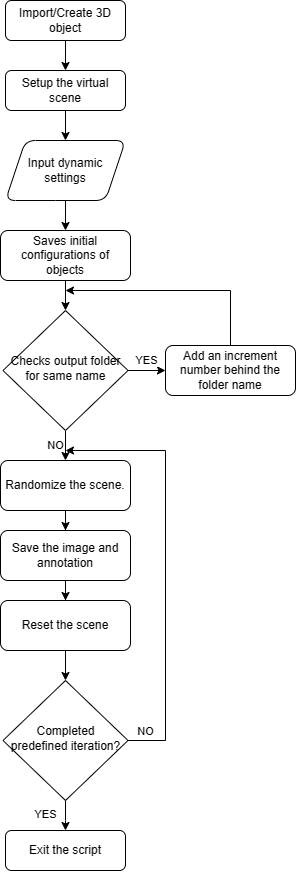 Import/Create 3D
object
Setup the virtual
scene
Input dynamic
settings
Saves initial
configurations of
objects
Checks output folder
for same name
YES
Add an increment
number behind the
folder name
NO
Randomize the scene.
Save the image and
annotation
Reset the scene
Completed
predefined iteration?
NO
YES
Exit the script